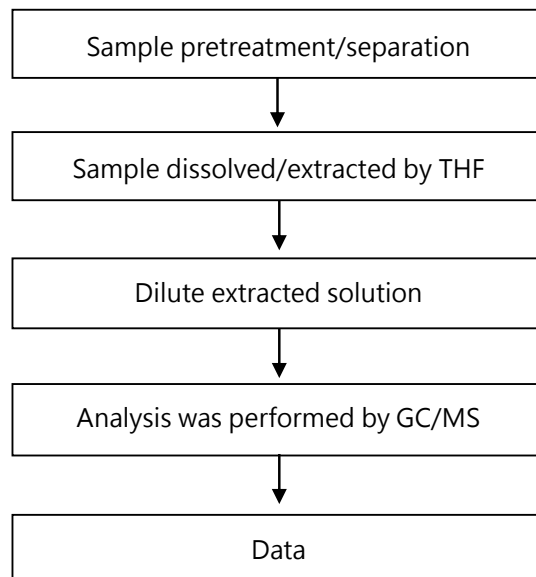 Sample pretreatment/separation
Sample dissolved/extracted by THF
Dilute extracted solution
Analysis was performed by GC/MS
Data